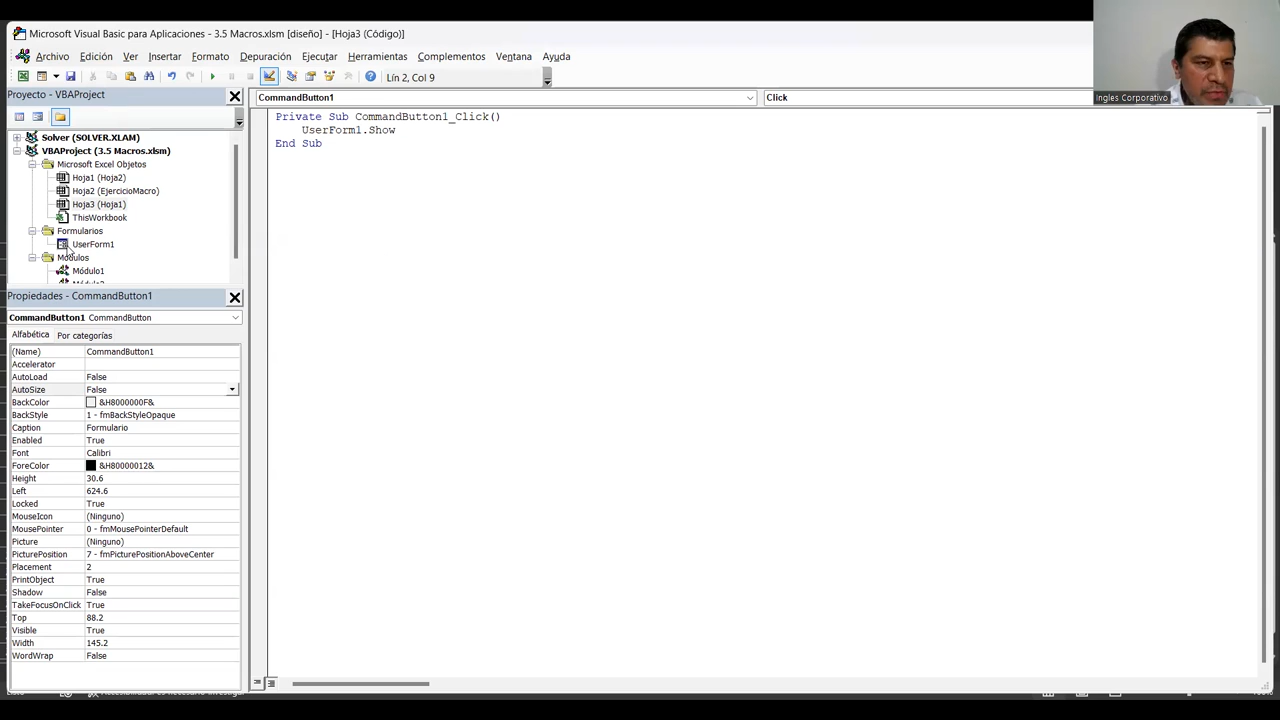 Microsoft Visual Basic para Aplicaciones - 3.5 Macros.xlsm [diseño] - [Hoja3 (Código)]
Archivo Edición Ver Insertar Formato Depuración Ejecutar Herramientas Complementos Ventana Ayuda
Lín 2, Col 9
Ingles Corporativo
Proyecto - VBAProject
CommandButton1
Click
Solver (SOLVER.XLAM)
VBAProject (3.5 Macros.xlsm)
Microsoft Excel Objetos
Hoja1 (Hoja2)
Hoja2 (EjercicioMacro)
Hoja3 (Hoja1)
ThisWorkbook
Formularios
UserForm1
Módulos
Módulo1
Private Sub CommandButton1_Click()
UserForm1.Show
End Sub
Propiedades - CommandButton1
CommandButton1 CommandButton
Alfabética Por categorías
(Name) CommandButton1
Accelerator
AutoLoad False
AutoSize False
BackColor &H8000000F&
BackStyle 1 - fmBackStyleOpaque
Caption Formulario
Enabled True
Font Calibri
ForeColor &H80000012&
Height 30.6
Left 624.6
Locked True
MouseIcon (Ninguno)
MousePointer 0 - fmMousePointerDefault
Picture (Ninguno)
PicturePosition 7 - fmPicturePositionAboveCenter
Placement 2
PrintObject True
Shadow False
TakeFocusOnClick True
Top 88.2
Visible True
Width 145.2
WordWrap False